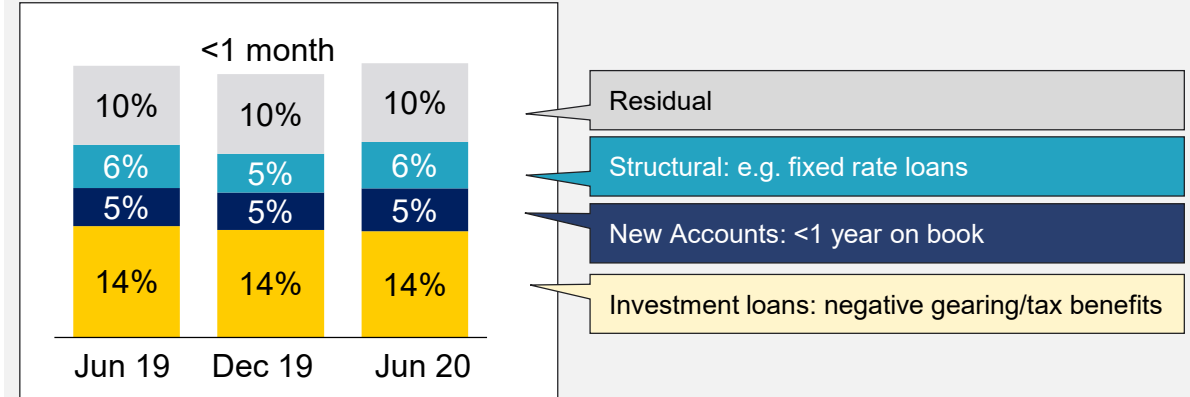 <1 month
10%
10%
10%
Residual
6%
5%
6%
Structural: e.g. fixed rate loans
5%
5%
5%
New Accounts: <1 year on book
14%
14%
14%
Investment loans: negative gearing/tax benefits
Jun 19
Dec 19
Jun 20